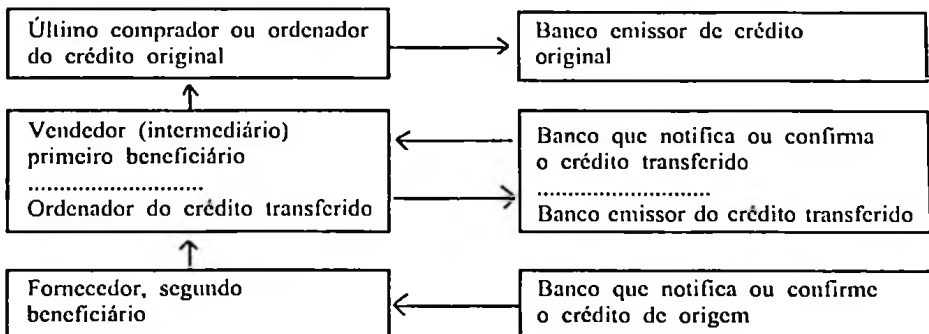 Último comprador ou ordenador
do crédito original
Banco emissor de crédito
original
Vendedor (intermediário)
primeiro beneficiário
..............................
Ordenador do crédito transferido
Banco que notifica ou confirma
o crédito transferido
..............................
Banco emissor do crédito transferido
Fornecedor, segundo
beneficiário
Banco que notifica ou confirme
o crédito de origem